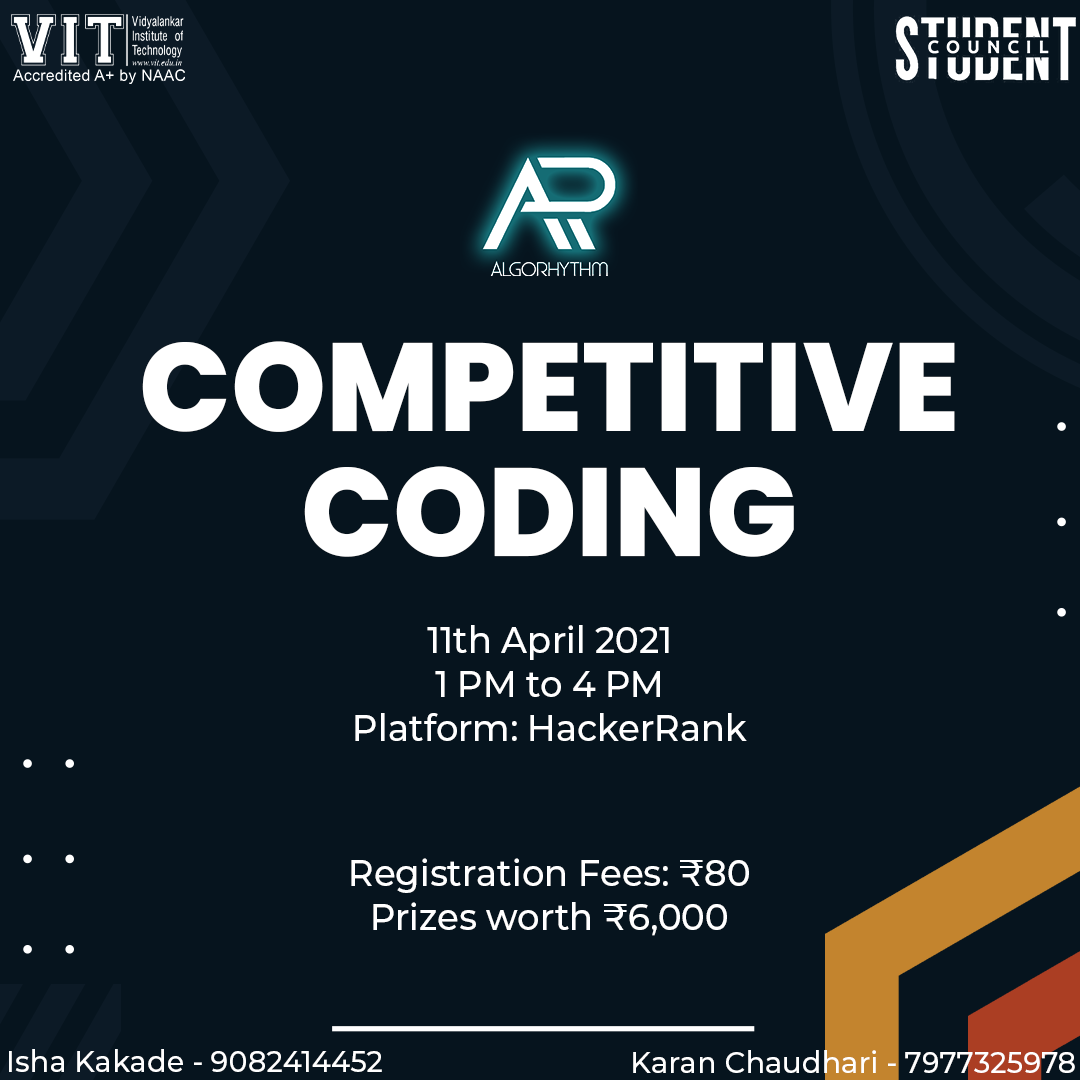 VIT
Vidyalankar
Institute of
Technology
www.vit.edu.in
Accredited A+ by NAAC
STUDENT
COUNCIL
STUDENT
AR
ALGORHYTHM
COMPETITIVE
CODING
11th April 2021
1 PM to 4 PM
Platform: HackerRank
Registration Fees: ₹80
Prizes worth ₹6,000
Isha Kakade - 9082414452
Karan Chaudhari - 7977325978